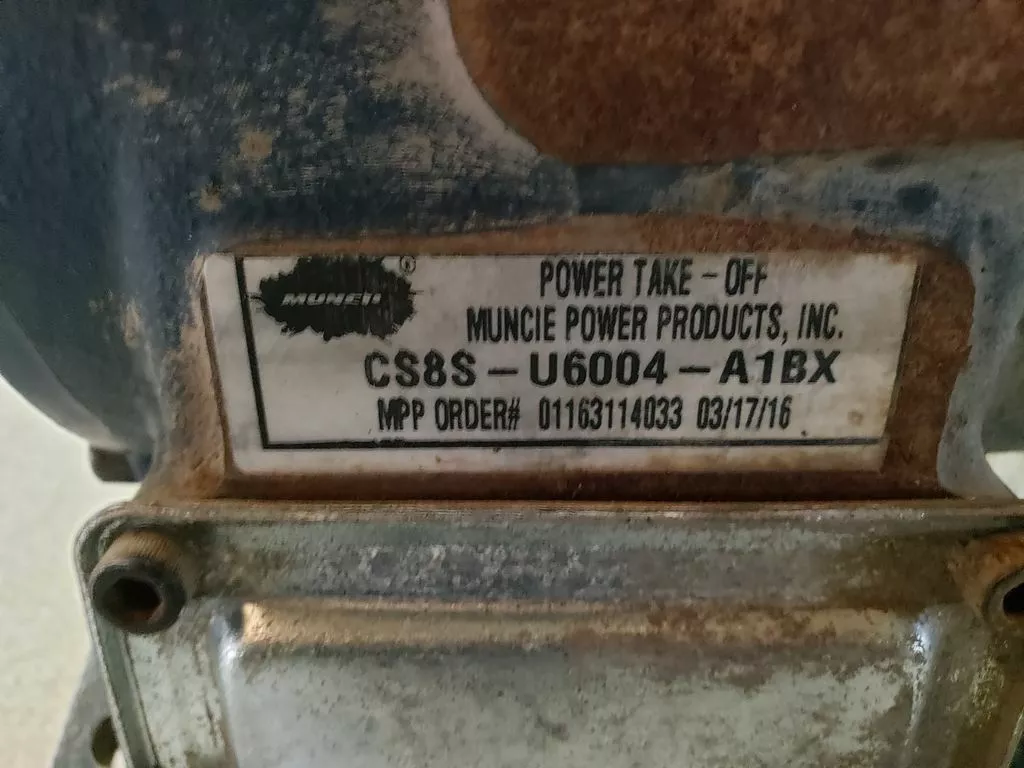 MUNCIE ®
POWER TAKE - OFF
MUNCIE POWER PRODUCTS, INC.
CS8S - U6004 - A1BX
MPP ORDER# 01163114033 03/17/16